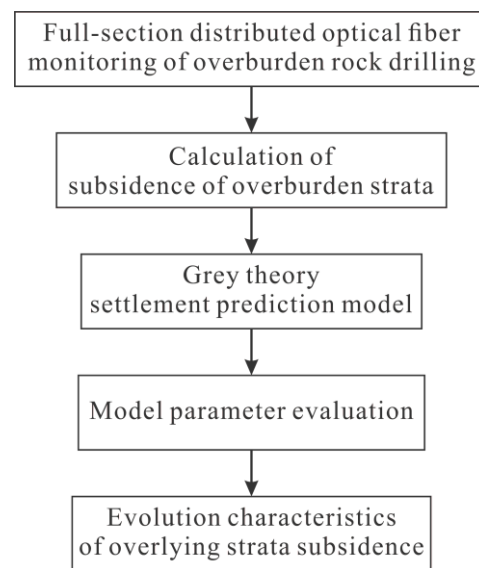 Full-section distributed optical fiber
monitoring of overburden rock drilling
Calculation of
subsidence of overburden strata
Grey theory
settlement prediction model
Model parameter evaluation
Evolution characteristics
of overlying strata subsidence